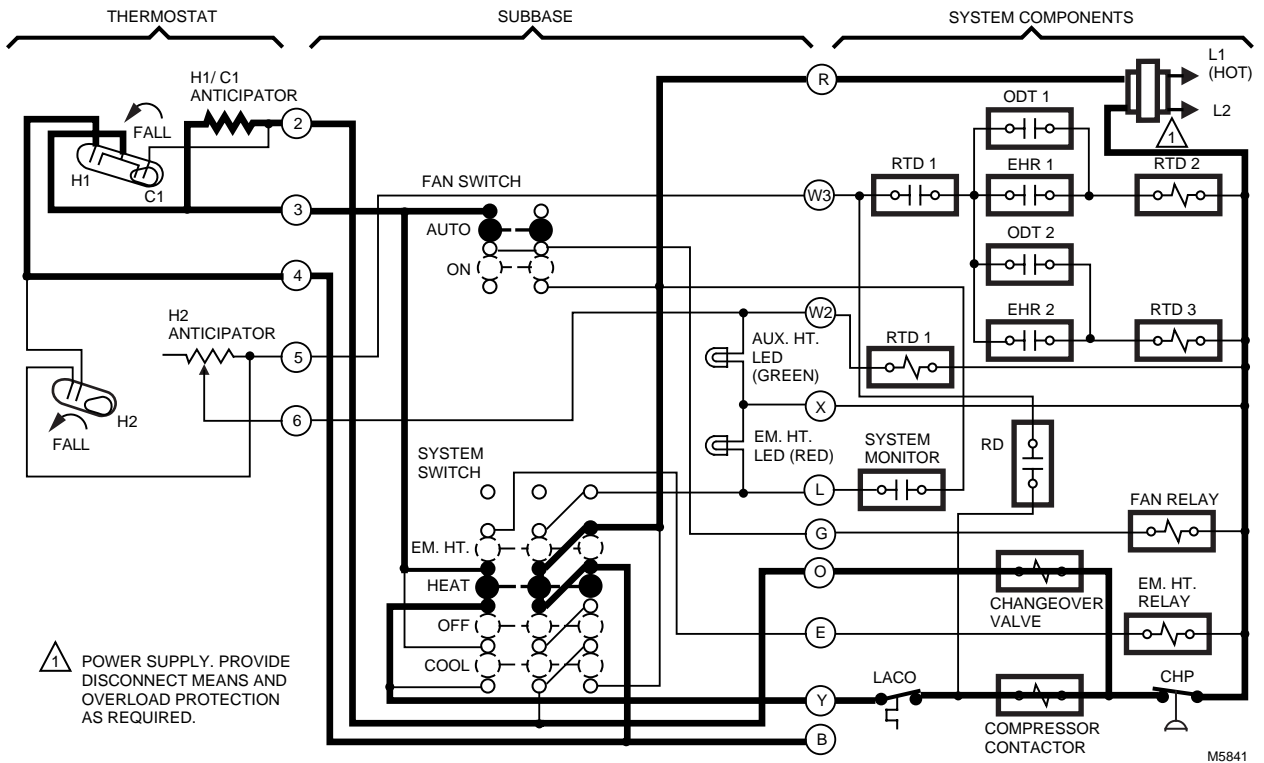 THERMOSTAT
SUBBASE
SYSTEM COMPONENTS
L1
(HOT)
L2
1
H1/ C1
ANTICIPATOR
2
FALL
H1
C1
R
ODT 1
RTD 1
EHR 1
RTD 2
FAN SWITCH
W3
3
AUTO
ON
ODT 2
4
H2
ANTICIPATOR
W2
EHR 2
RTD 3
AUX. HT.
LED
(GREEN)
RTD 1
5
H2
FALL
6
X
EM. HT.
LED (RED)
SYSTEM
MONITOR
RD
SYSTEM
SWITCH
L
FAN RELAY
G
EM. HT.
HEAT
OFF
COOL
O
CHANGEOVER
VALVE
EM. HT.
RELAY
E
1
POWER SUPPLY. PROVIDE
DISCONNECT MEANS AND
OVERLOAD PROTECTION
AS REQUIRED.
LACO
CHP
Y
COMPRESSOR
CONTACTOR
B
M5841